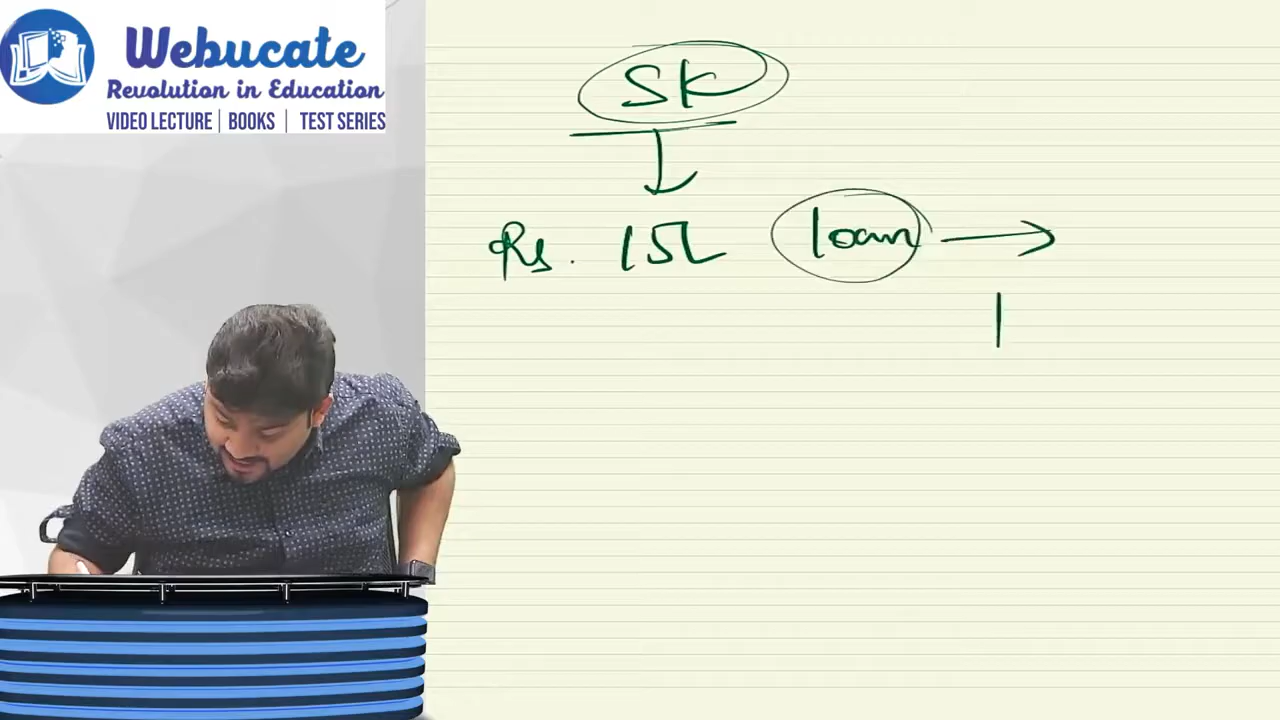 Webucate
Revolution in Education
VIDEO LECTURE | BOOKS | TEST SERIES
SK
Rs. 15L loan →